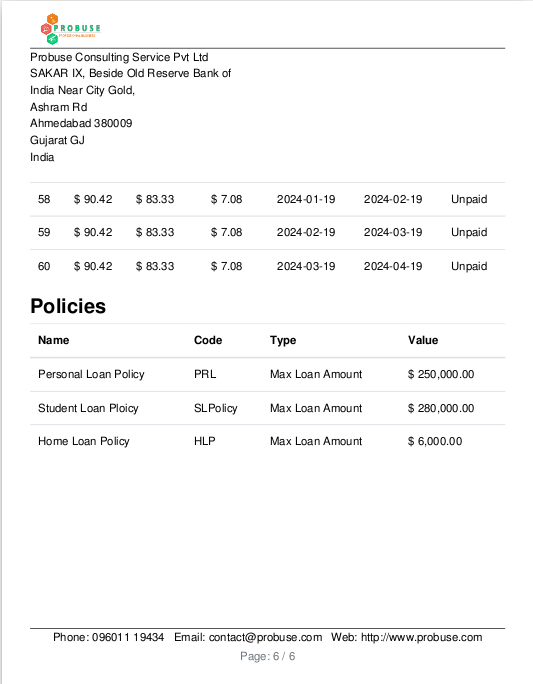 PROBUSE
Probuse Consulting Service Pvt Ltd
SAKAR IX, Beside Old Reserve Bank of
India Near City Gold,
Ashram Rd
Ahmedabad 380009
Gujarat GJ
India
58 $ 90.42 $ 83.33 $ 7.08 2024-01-19 2024-02-19 Unpaid
59 $ 90.42 $ 83.33 $ 7.08 2024-02-19 2024-03-19 Unpaid
60 $ 90.42 $ 83.33 $ 7.08 2024-03-19 2024-04-19 Unpaid
Policies
Name Code Type Value
Personal Loan Policy PRL Max Loan Amount $ 250,000.00
Student Loan Ploicy SLPolicy Max Loan Amount $ 280,000.00
Home Loan Policy HLP Max Loan Amount $ 6,000.00
Phone: 096011 19434 Email: contact@probuse.com Web: http://www.probuse.com
Page: 6 / 6